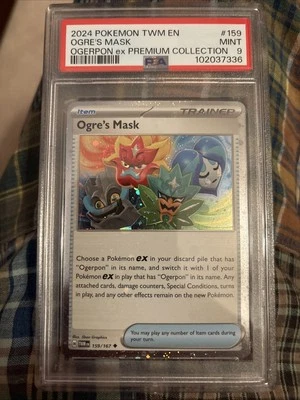 2024 POKEMON TWM EN #159
OGRE'S MASK MINT
OGERPON ex PREMIUM COLLECTION 9
PSA 102037336
Item TRAINER
Ogre's Mask
Choose a Pokémon ex in your discard pile that has
"Ogerpon" in its name, and switch it with 1 of your
Pokémon ex in play that has "Ogerpon" in its name. Any
attached cards, damage counters, Special Conditions, turns
in play, and any other effects remain on the new Pokémon.
You may play any number of Item cards during
your turn.
TWM EN 159/167